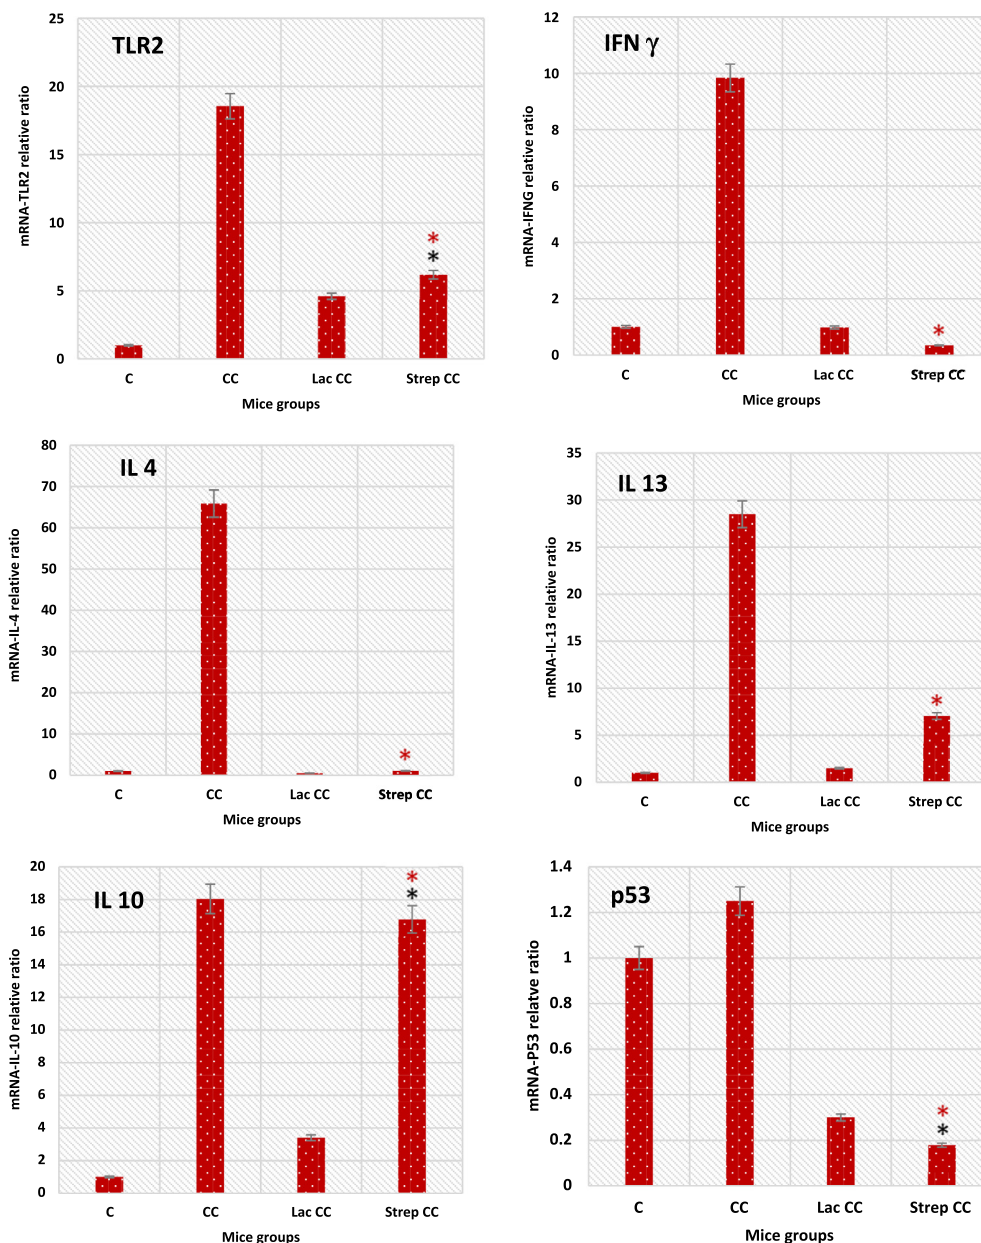 TLR2
mRNA-TLR2 relative ratio
25
20
15
10
5
0
*
*
C CC Lac CC Strep CC
Mice groups
IFN γ
mRNA-IFNG relative ratio
12
10
8
6
4
2
0
*
C CC Lac CC Strep CC
Mice groups
IL 4
mRNA-IL-4 relative ratio
80
70
60
50
40
30
20
10
0
*
C CC Lac CC Strep CC
Mice groups
IL 13
mRNA-IL-13 relative ratio
35
30
25
20
15
10
5
0
*
C CC Lac CC Strep CC
Mice groups
IL 10
mRNA-IL-10 relative ratio
20
18
16
14
12
10
8
6
4
2
0
*
*
C CC Lac CC Strep CC
Mice groups
p53
mRNA-P53 relatve ratio
1.4
1.2
1
0.8
0.6
0.4
0.2
0
*
*
C CC Lac CC Strep CC
Mice groups